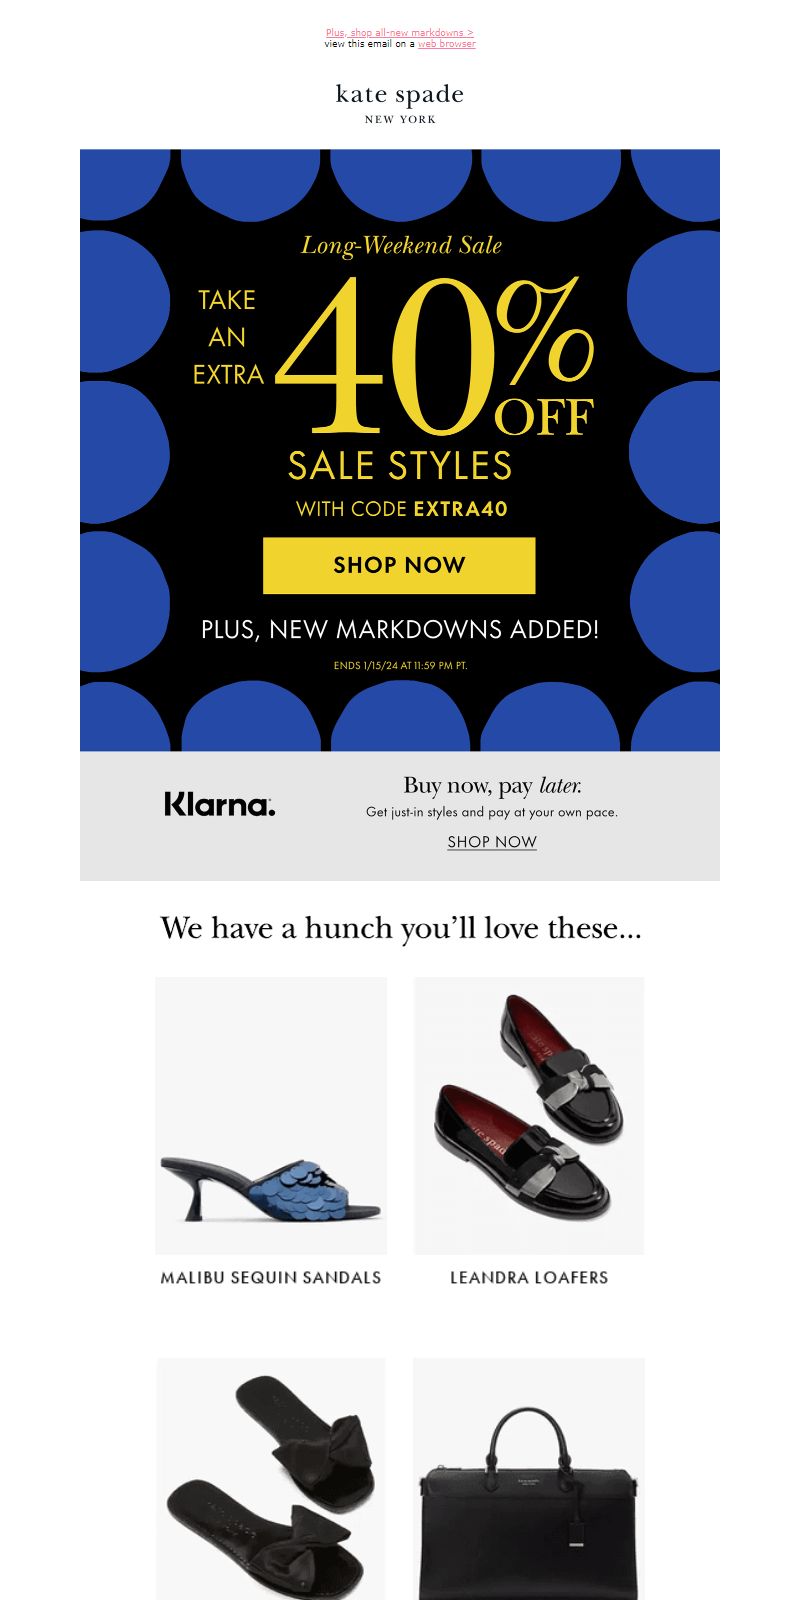 Plus, shop all-new markdowns >
view this email on a web browser
kate spade
NEW YORK
Long-Weekend Sale
TAKE
AN
EXTRA
40%
OFF
SALE STYLES
WITH CODE EXTRA40
SHOP NOW
PLUS, NEW MARKDOWNS ADDED!
ENDS 1/15/24 AT 11:59 PM PT.
Klarna.
Buy now, pay later.
Get just-in styles and pay at your own pace.
SHOP NOW
We have a hunch you’ll love these...
MALIBU SEQUIN SANDALS
LEANDRA LOAFERS